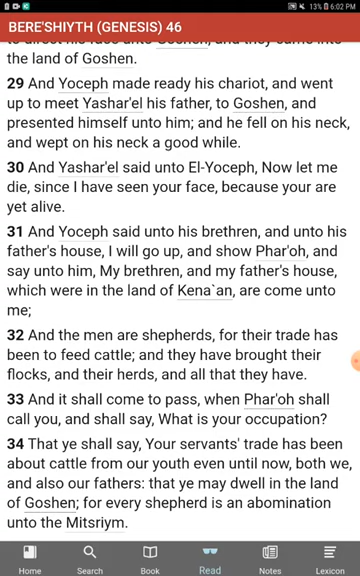 13% 6:02 PM
BERE'SHIYTH (GENESIS) 46
to direct his face unto Goshen; and they came into
the land of Goshen.
29 And Yoceph made ready his chariot, and went
up to meet Yashar'el his father, to Goshen, and
presented himself unto him; and he fell on his neck,
and wept on his neck a good while.
30 And Yashar'el said unto El-Yoceph, Now let me
die, since I have seen your face, because your are
yet alive.
31 And Yoceph said unto his brethren, and unto his
father's house, I will go up, and show Phar'oh, and
say unto him, My brethren, and my father's house,
which were in the land of Kena`an, are come unto
me;
32 And the men are shepherds, for their trade has
been to feed cattle; and they have brought their
flocks, and their herds, and all that they have.
33 And it shall come to pass, when Phar'oh shall
call you, and shall say, What is your occupation?
34 That ye shall say, Your servants' trade has been
about cattle from our youth even until now, both we,
and also our fathers: that ye may dwell in the land
of Goshen; for every shepherd is an abomination
unto the Mitsriym.
Home Search Book Read Notes Lexicon